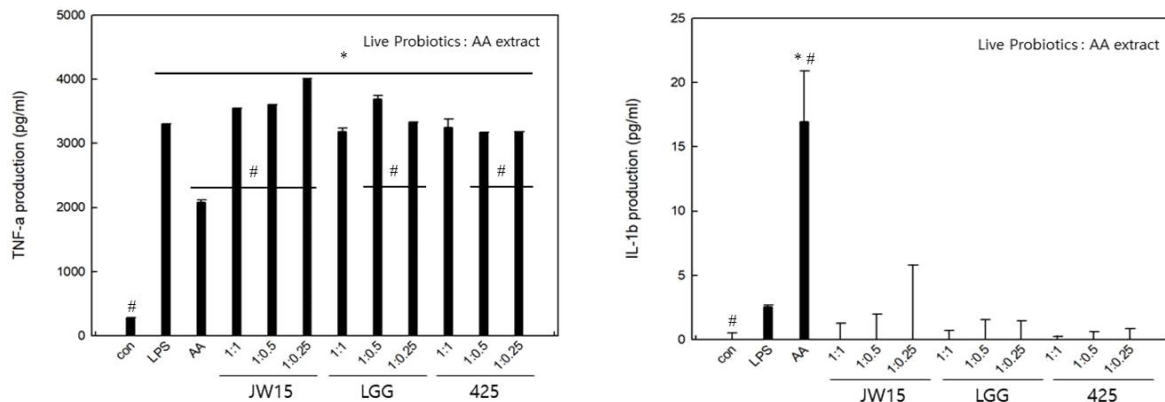 5000
4000
3000
2000
1000
0
TNF-a production (pg/ml)
Live Probiotics : AA extract
*
#
#
#
#
con
LPS
AA
1:1
1:0.5
1:0.25
1:1
1:0.5
1:0.25
1:1
1:0.5
1:0.25
JW15
LGG
425
25
20
15
10
5
0
IL-1b production (pg/ml)
Live Probiotics : AA extract
* #
#
con
LPS
AA
1:1
1:0.5
1:0.25
1:1
1:0.5
1:0.25
1:1
1:0.5
1:0.25
JW15
LGG
425